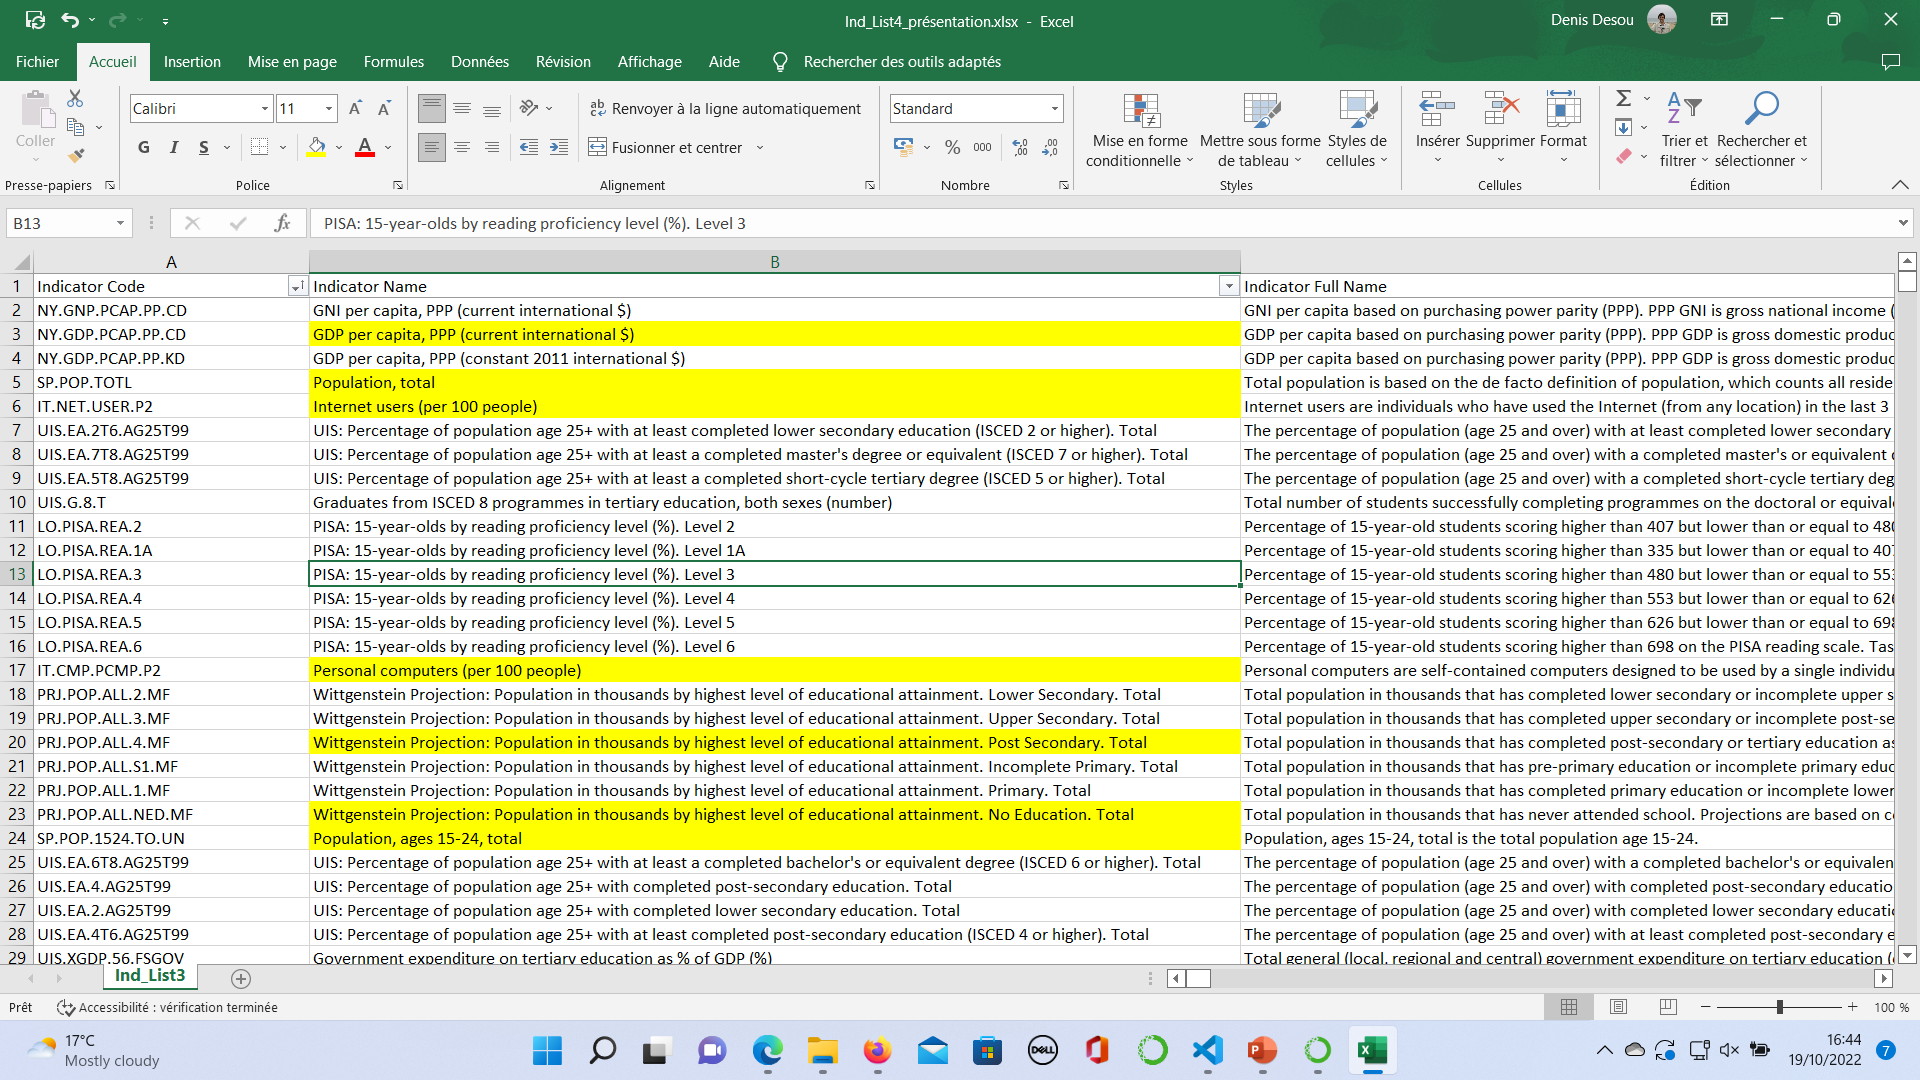 Ind_List4_présentation.xlsx - Excel
Denis Desou
Fichier Accueil Insertion Mise en page Formules Données Révision Affichage Aide Rechercher des outils adaptés
Coller
Calibri 11
Renvoyer à la ligne automatiquement
Standard
G I S
Fusionner et centrer
% 000
Mise en forme conditionnelle
Mettre sous forme de tableau
Styles de cellules
Insérer Supprimer Format
Trier et filtrer
Rechercher et sélectionner
Presse-papiers Police Alignement Nombre Styles Cellules Édition
B13 fx PISA: 15-year-olds by reading proficiency level (%). Level 3
A B
1 Indicator Code Indicator Name Indicator Full Name
2 NY.GNP.PCAP.PP.CD GNI per capita, PPP (current international $) GNI per capita based on purchasing power parity (PPP). PPP GNI is gross national income (
3 NY.GDP.PCAP.PP.CD GDP per capita, PPP (current international $) GDP per capita based on purchasing power parity (PPP). PPP GDP is gross domestic produc
4 NY.GDP.PCAP.PP.KD GDP per capita, PPP (constant 2011 international $) GDP per capita based on purchasing power parity (PPP). PPP GDP is gross domestic produc
5 SP.POP.TOTL Population, total Total population is based on the de facto definition of population, which counts all reside
6 IT.NET.USER.P2 Internet users (per 100 people) Internet users are individuals who have used the Internet (from any location) in the last 3
7 UIS.EA.2T6.AG25T99 UIS: Percentage of population age 25+ with at least completed lower secondary education (ISCED 2 or higher). Total The percentage of population (age 25 and over) with at least completed lower secondary
8 UIS.EA.7T8.AG25T99 UIS: Percentage of population age 25+ with at least a completed master's degree or equivalent (ISCED 7 or higher). Total The percentage of population (age 25 and over) with a completed master's or equivalent
9 UIS.EA.5T8.AG25T99 UIS: Percentage of population age 25+ with at least a completed short-cycle tertiary degree (ISCED 5 or higher). Total The percentage of population (age 25 and over) with a completed short-cycle tertiary deg
10 UIS.G.8.T Graduates from ISCED 8 programmes in tertiary education, both sexes (number) Total number of students successfully completing programmes on the doctoral or equival
11 LO.PISA.REA.2 PISA: 15-year-olds by reading proficiency level (%). Level 2 Percentage of 15-year-old students scoring higher than 407 but lower than or equal to 480
12 LO.PISA.REA.1A PISA: 15-year-olds by reading proficiency level (%). Level 1A Percentage of 15-year-old students scoring higher than 335 but lower than or equal to 407
13 LO.PISA.REA.3 PISA: 15-year-olds by reading proficiency level (%). Level 3 Percentage of 15-year-old students scoring higher than 480 but lower than or equal to 553
14 LO.PISA.REA.4 PISA: 15-year-olds by reading proficiency level (%). Level 4 Percentage of 15-year-old students scoring higher than 553 but lower than or equal to 626
15 LO.PISA.REA.5 PISA: 15-year-olds by reading proficiency level (%). Level 5 Percentage of 15-year-old students scoring higher than 626 but lower than or equal to 698
16 LO.PISA.REA.6 PISA: 15-year-olds by reading proficiency level (%). Level 6 Percentage of 15-year-old students scoring higher than 698 on the PISA reading scale. Tas
17 IT.CMP.PCMP.P2 Personal computers (per 100 people) Personal computers are self-contained computers designed to be used by a single individu
18 PRJ.POP.ALL.2.MF Wittgenstein Projection: Population in thousands by highest level of educational attainment. Lower Secondary. Total Total population in thousands that has completed lower secondary or incomplete upper s
19 PRJ.POP.ALL.3.MF Wittgenstein Projection: Population in thousands by highest level of educational attainment. Upper Secondary. Total Total population in thousands that has completed upper secondary or incomplete post-se
20 PRJ.POP.ALL.4.MF Wittgenstein Projection: Population in thousands by highest level of educational attainment. Post Secondary. Total Total population in thousands that has completed post-secondary or tertiary education as
21 PRJ.POP.ALL.S1.MF Wittgenstein Projection: Population in thousands by highest level of educational attainment. Incomplete Primary. Total Total population in thousands that has pre-primary education or incomplete primary educ
22 PRJ.POP.ALL.1.MF Wittgenstein Projection: Population in thousands by highest level of educational attainment. Primary. Total Total population in thousands that has completed primary education or incomplete lower
23 PRJ.POP.ALL.NED.MF Wittgenstein Projection: Population in thousands by highest level of educational attainment. No Education. Total Total population in thousands that has never attended school. Projections are based on c
24 SP.POP.1524.TO.UN Population, ages 15-24, total Population, ages 15-24, total is the total population age 15-24.
25 UIS.EA.6T8.AG25T99 UIS: Percentage of population age 25+ with at least a completed bachelor's or equivalent degree (ISCED 6 or higher). Total The percentage of population (age 25 and over) with a completed bachelor's or equivalen
26 UIS.EA.4.AG25T99 UIS: Percentage of population age 25+ with completed post-secondary education. Total The percentage of population (age 25 and over) with completed post-secondary educatio
27 UIS.EA.2.AG25T99 UIS: Percentage of population age 25+ with completed lower secondary education. Total The percentage of population (age 25 and over) with completed lower secondary educati
28 UIS.EA.4T6.AG25T99 UIS: Percentage of population age 25+ with at least completed post-secondary education (ISCED 4 or higher). Total The percentage of population (age 25 and over) with at least completed post-secondary e
29 UIS.XGDP.56.FSGOV Government expenditure on tertiary education as % of GDP (%) Total general (local, regional and central) government expenditure on tertiary education (
Ind_List3
Prêt Accessibilité : vérification terminée 100 %
17°C
Mostly cloudy
DELL
16:44
19/10/2022
7